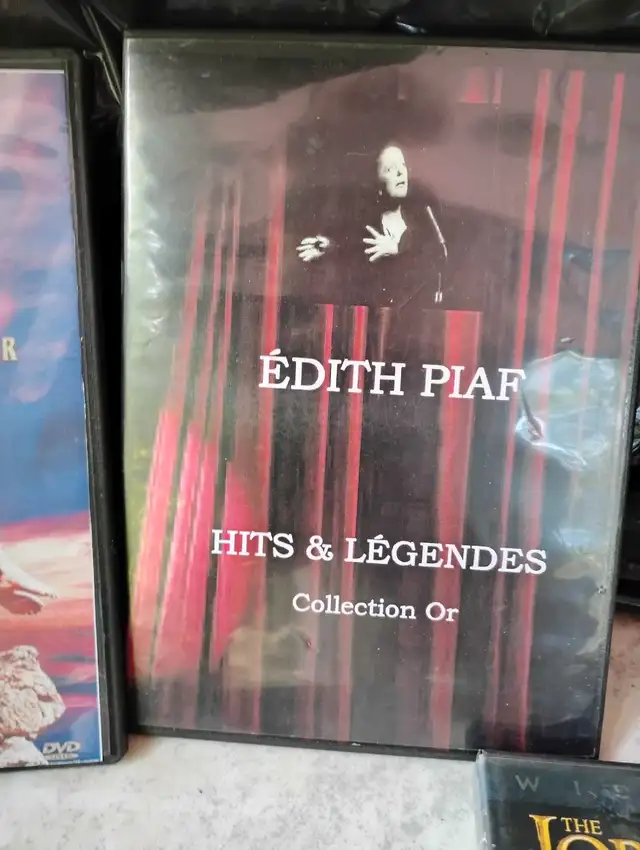 R
ÉDITH PIAF
HITS & LÉGENDES
Collection Or
DVD
THE